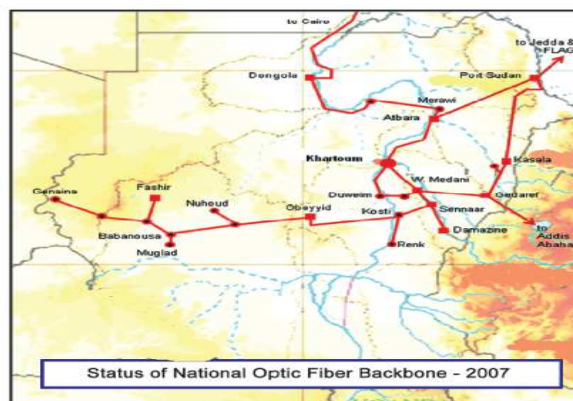 to Cairo
to Jedda &
FLAG
Dongola
Port Sudan
Merawi
Atbara
Khartoum
Kasala
Genaina
Fashir
Nuhoud
Obeyyid
Duweim
W. Medani
Gedaref
Kosti
Sennaar
Babanousa
Muglad
Renk
Damazine
to
Addis
Ababa
Status of National Optic Fiber Backbone - 2007